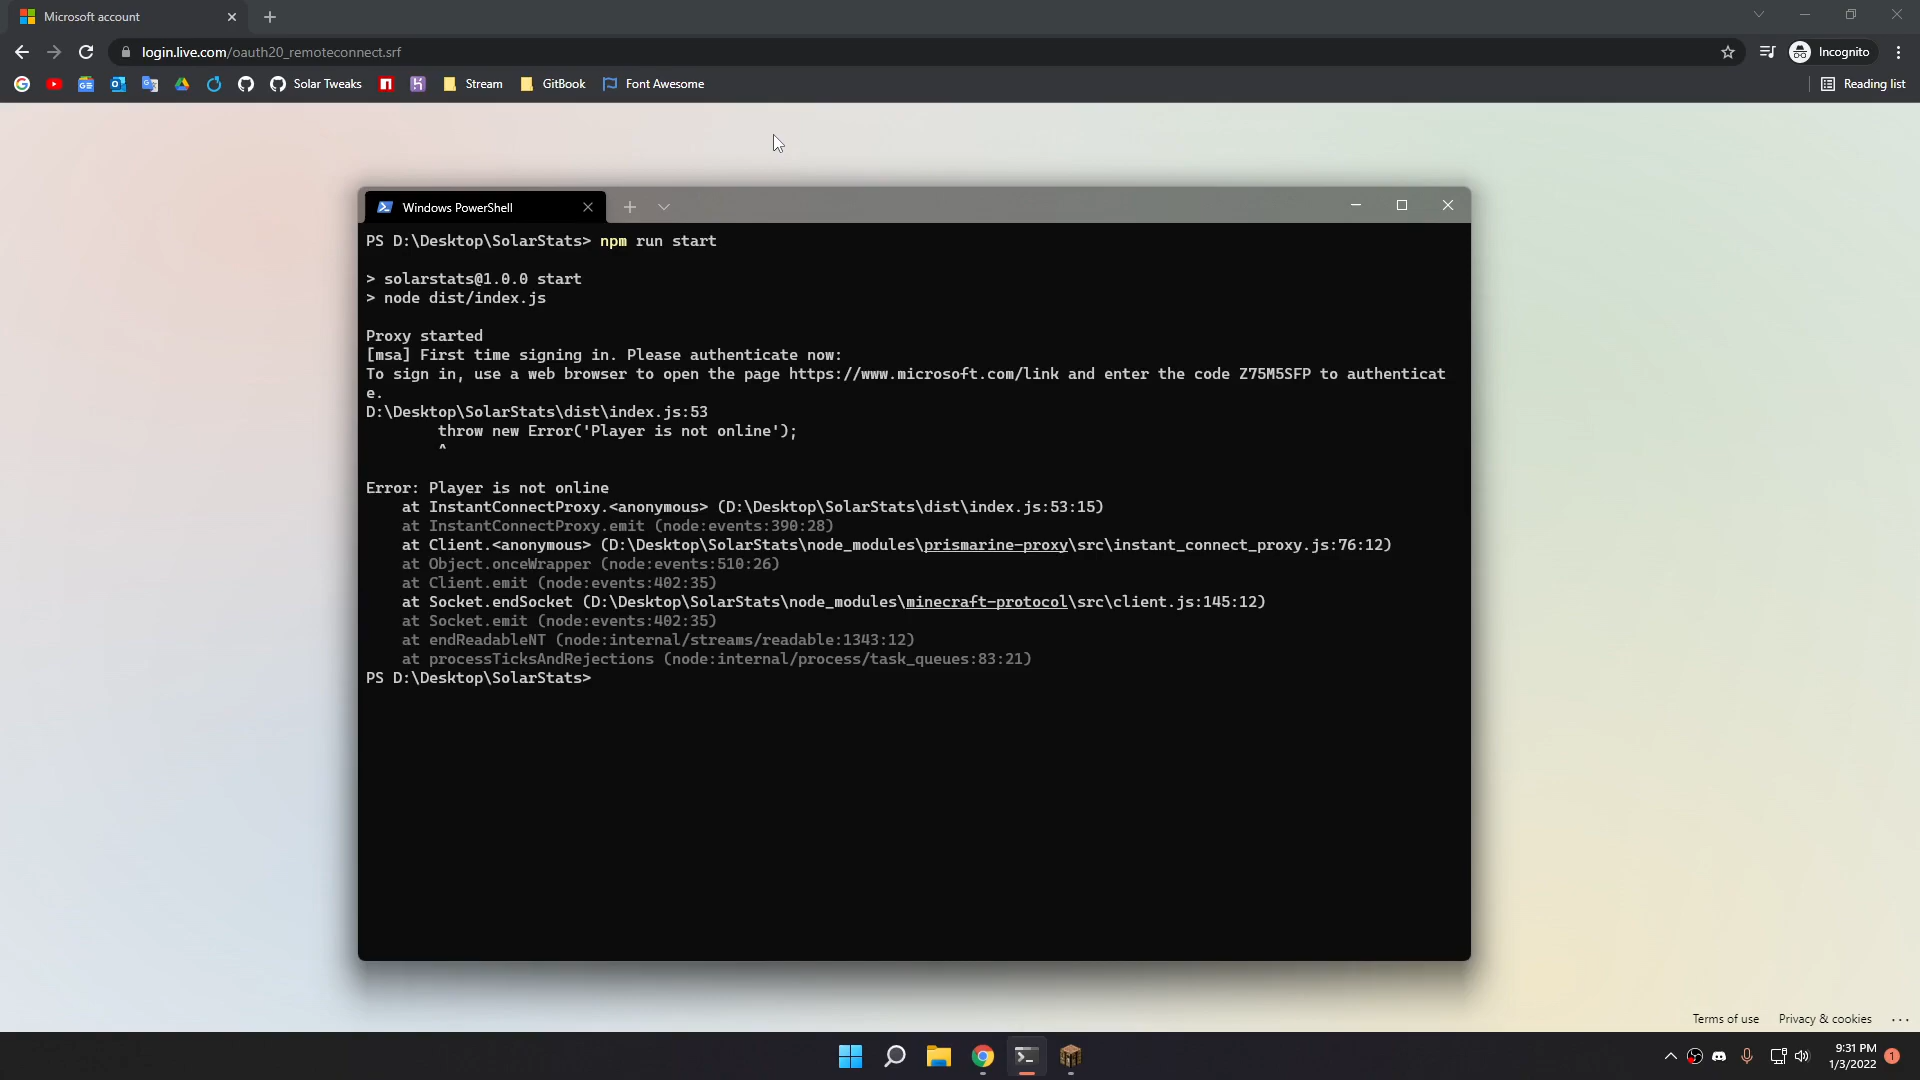 Microsoft account
login.live.com/oauth20_remoteconnect.srf
Incognito
Solar Tweaks
Stream
GitBook
Font Awesome
Reading list
Windows PowerShell
PS D:\Desktop\SolarStats> npm run start
> solarstats@1.0.0 start
> node dist/index.js
Proxy started
[msa] First time signing in. Please authenticate now:
To sign in, use a web browser to open the page https://www.microsoft.com/link and enter the code Z75M5SFP to authenticat
e.
D:\Desktop\SolarStats\dist\index.js:53
throw new Error('Player is not online');
^
Error: Player is not online
at InstantConnectProxy.<anonymous> (D:\Desktop\SolarStats\dist\index.js:53:15)
at InstantConnectProxy.emit (node:events:390:28)
at Client.<anonymous> (D:\Desktop\SolarStats\node_modules\prismarine-proxy\src\instant_connect_proxy.js:76:12)
at Object.onceWrapper (node:events:510:26)
at Client.emit (node:events:402:35)
at Socket.endSocket (D:\Desktop\SolarStats\node_modules\minecraft-protocol\src\client.js:145:12)
at Socket.emit (node:events:402:35)
at endReadableNT (node:internal/streams/readable:1343:12)
at processTicksAndRejections (node:internal/process/task_queues:83:21)
PS D:\Desktop\SolarStats>
Terms of use
Privacy & cookies
...
9:31 PM
1/3/2022
1